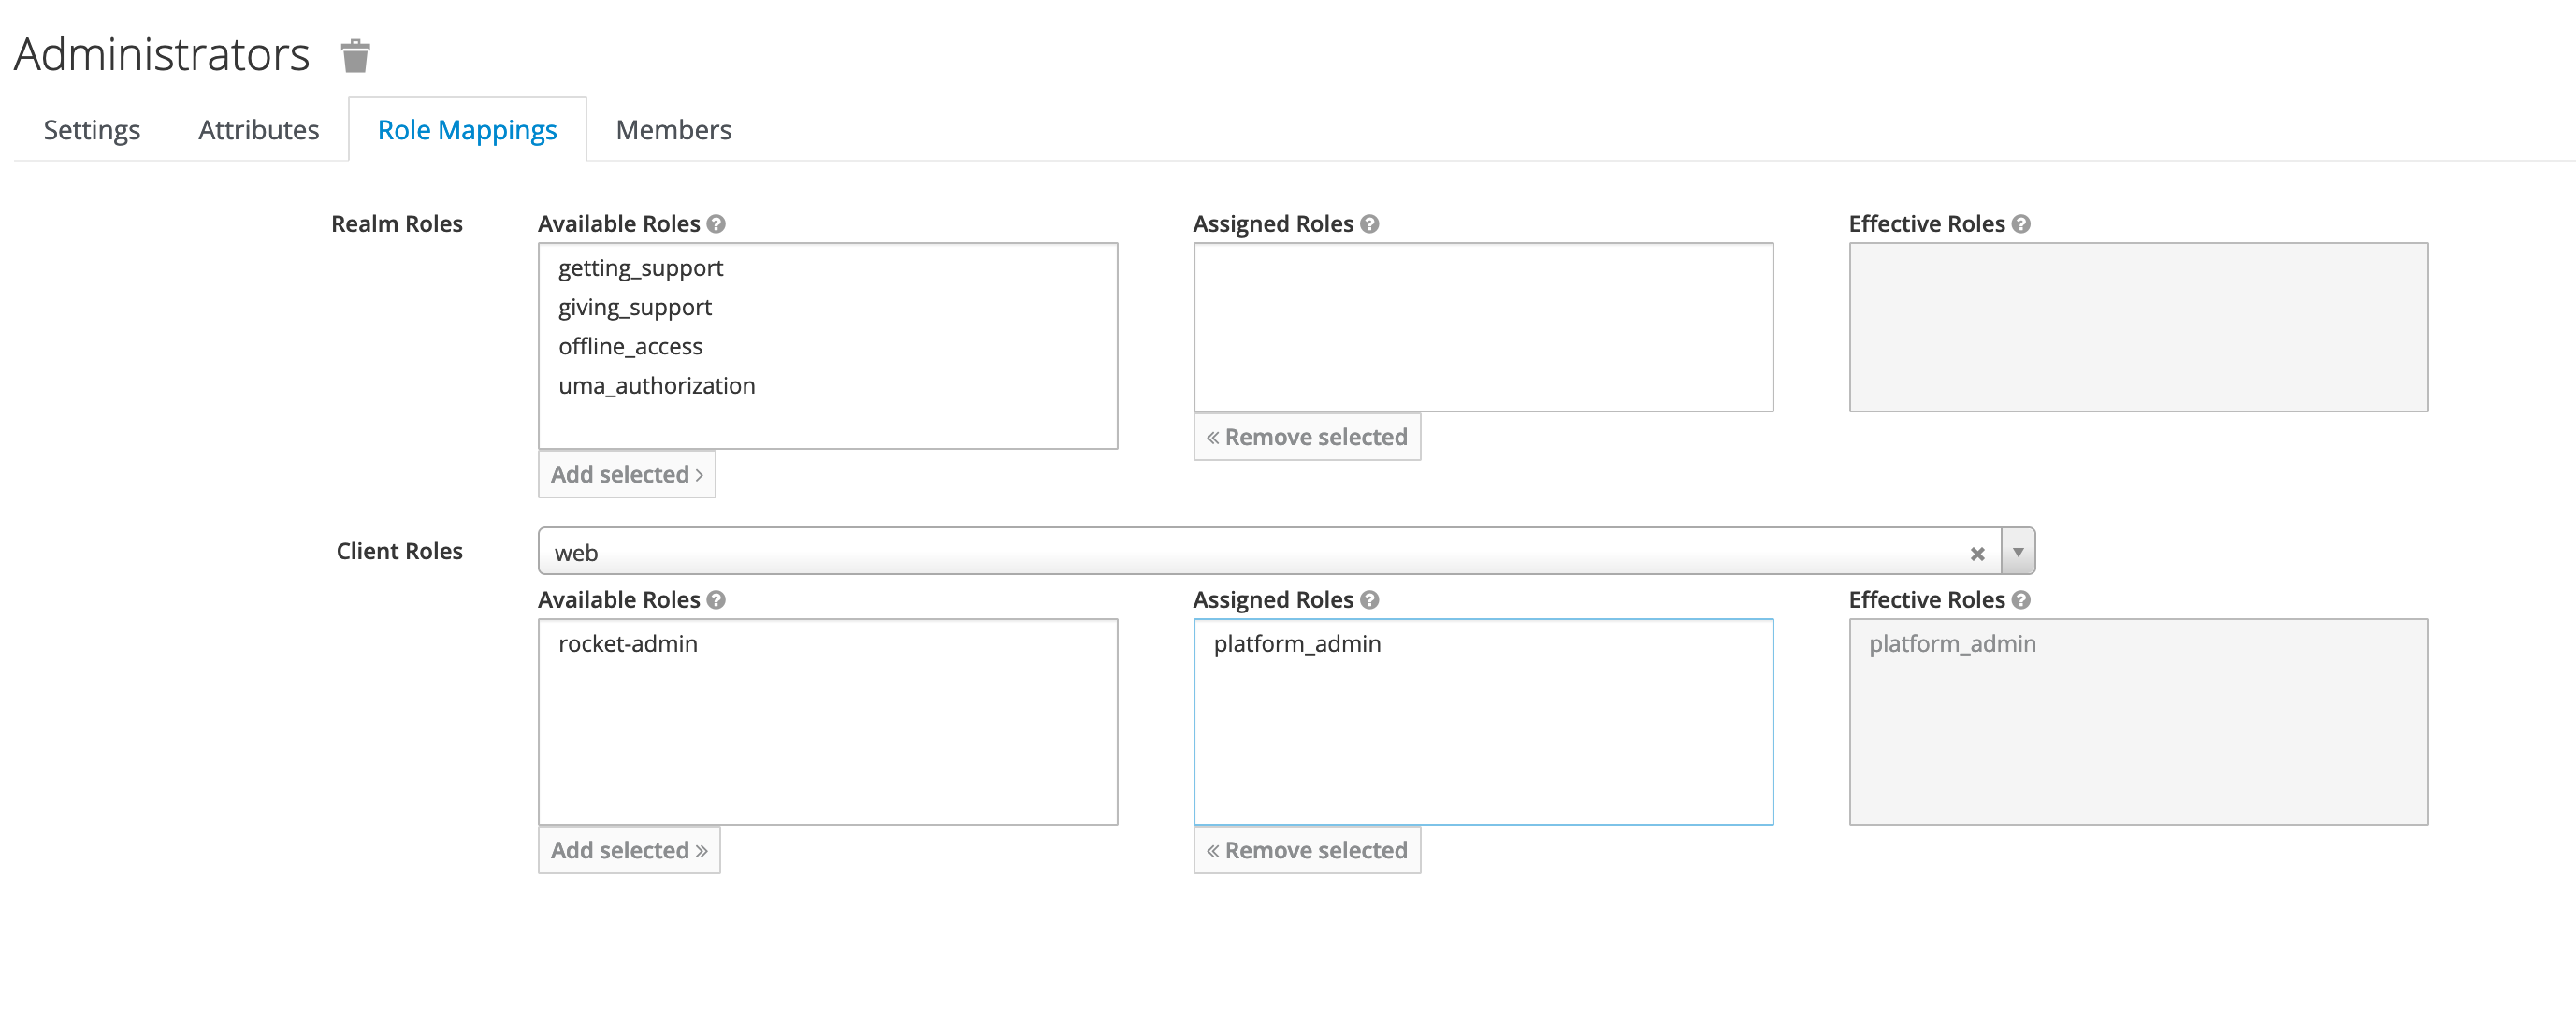 Administrators
Settings Attributes Role Mappings Members
Realm Roles Available Roles Assigned Roles Effective Roles
getting_support
giving_support
offline_access
uma_authorization
« Remove selected
Add selected ›
Client Roles web
Available Roles Assigned Roles Effective Roles
rocket-admin platform_admin platform_admin
Add selected » « Remove selected